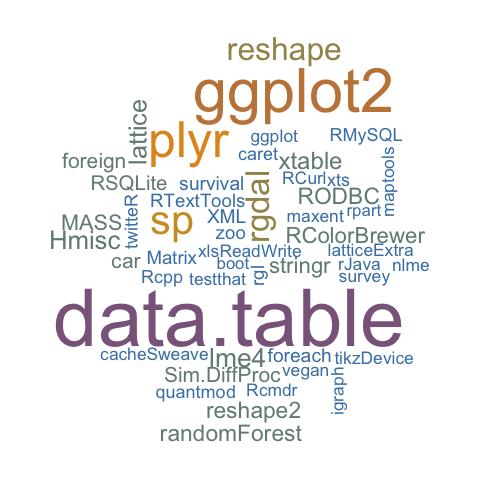 reshape
ggplot2
lattice
plyr
ggplot
RMySQL
caret
foreign
xtable
maptools
RSQLite
survival
rgdal
RCurl
xts
RODBC
twitteR
RTextTools
maxent
rpart
MASS
sp
XML
Hmisc
zoo
RColorBrewer
car
Matrix
xlsReadWrite
latticeExtra
Rcpp
testthat
boot
rgl
stringr
rJava
nlme
survey
data.table
cacheSweave
lme4
foreach
tikzDevice
Sim.DiffProc
vegan
igraph
quantmod
Rcmdr
reshape2
randomForest